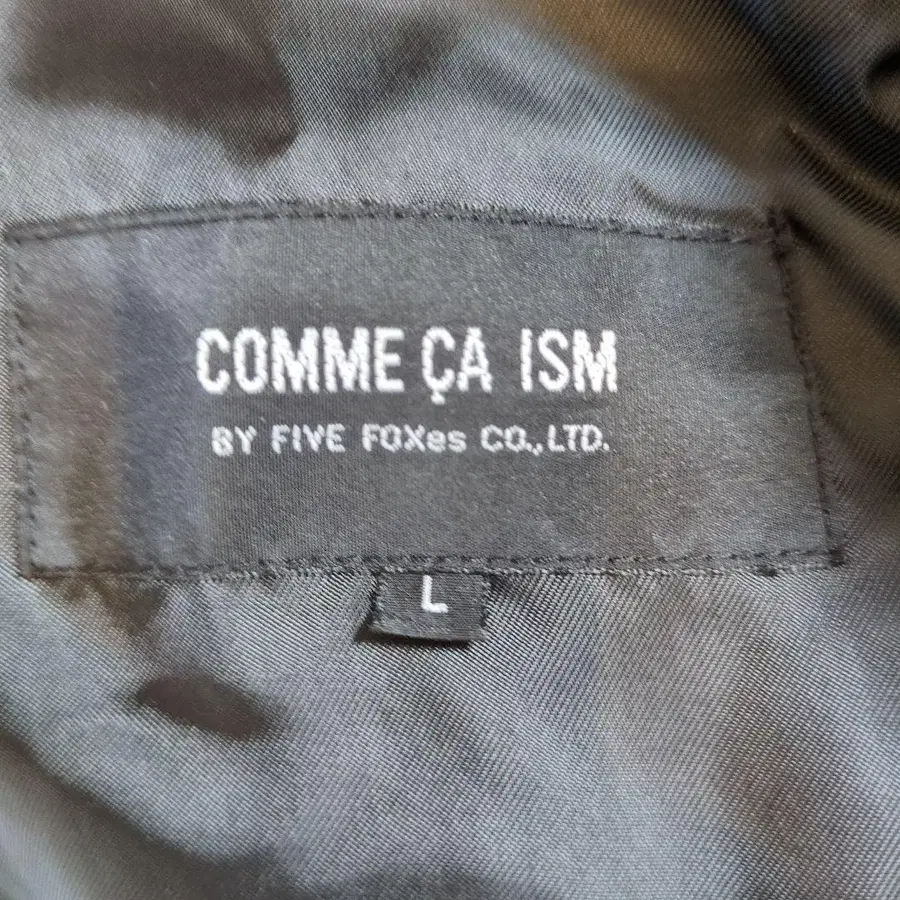 COMME ÇA ISM
BY FIVE FOXes CO.,LTD.
L